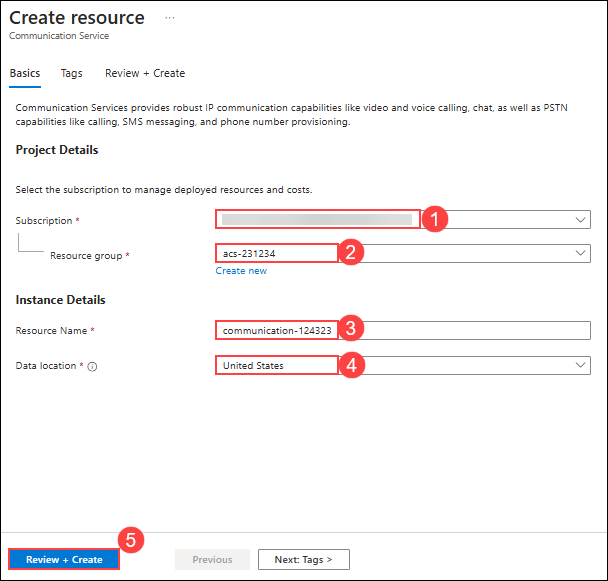 Create resource ...
Communication Service
Basics Tags Review + Create
Communication Services provides robust IP communication capabilities like video and voice calling, chat, as well as PSTN
capabilities like calling, SMS messaging, and phone number provisioning.
Project Details
Select the subscription to manage deployed resources and costs.
Subscription * 1
Resource group * acs-231234 2
Create new
Instance Details
Resource Name * communication-124323 3
Data location * United States 4
5
Review + Create Previous Next: Tags >